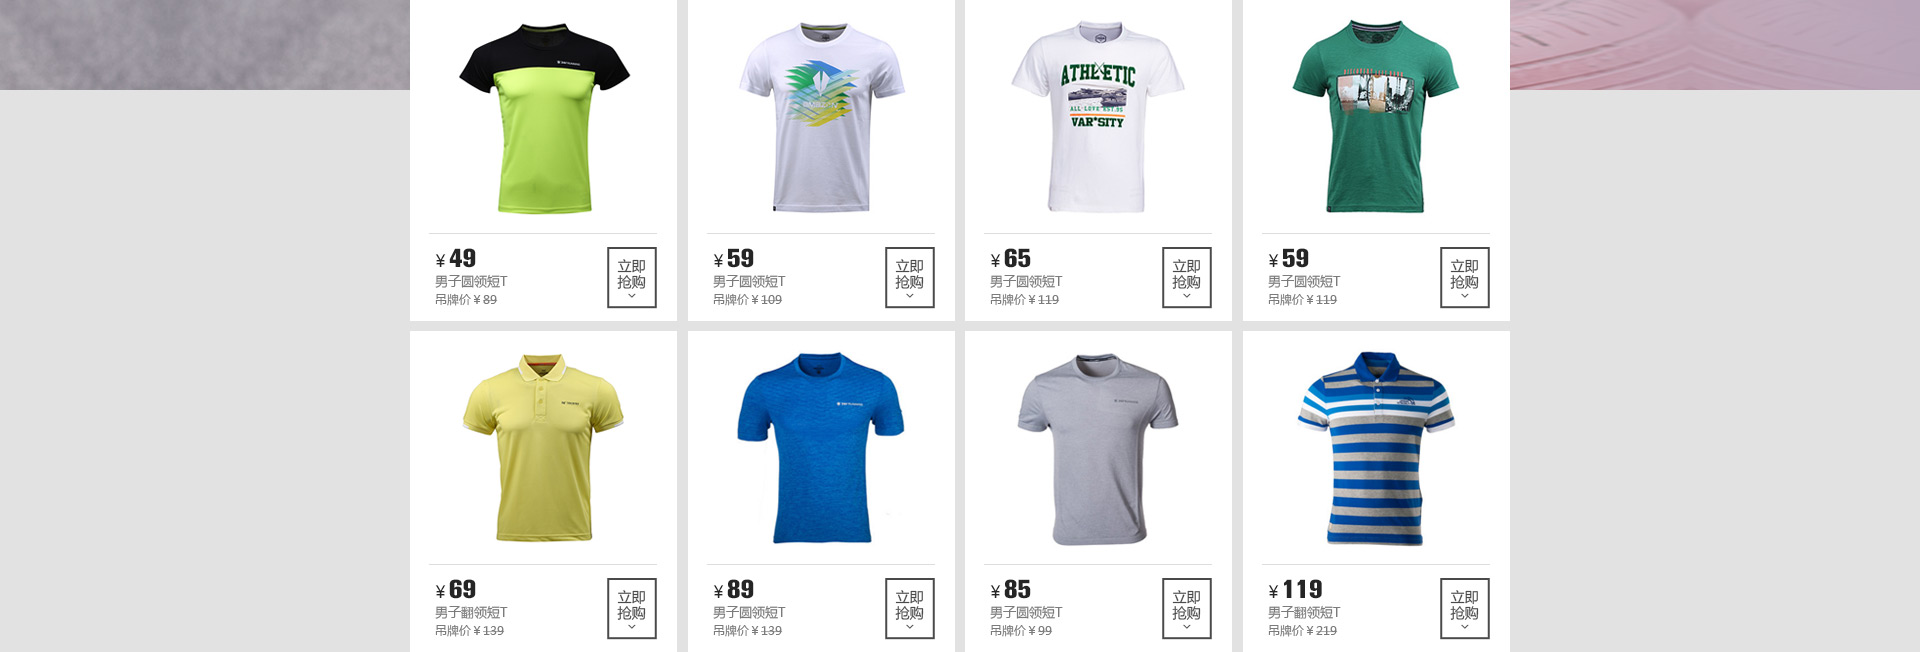 ATHLETIC
ALL·LOVE EST.85
VAR*SITY
¥49
男子圆领短T
吊牌价¥89
立即
抢购
¥59
男子圆领短T
吊牌价¥109
立即
抢购
¥65
男子圆领短T
吊牌价¥119
立即
抢购
¥59
男子圆领短T
吊牌价¥119
立即
抢购
¥69
男子翻领短T
吊牌价¥139
立即
抢购
¥89
男子圆领短T
吊牌价¥139
立即
抢购
¥85
男子圆领短T
吊牌价¥99
立即
抢购
¥119
男子翻领短T
吊牌价¥219
立即
抢购